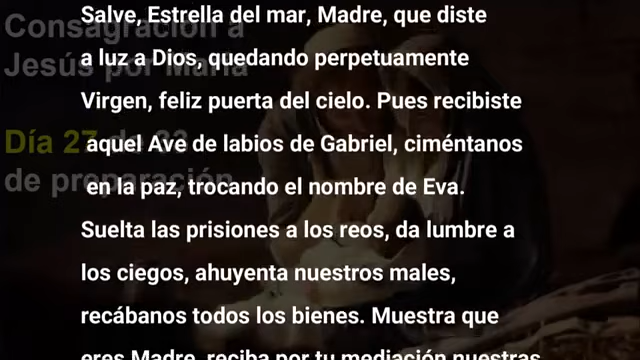 Consagración a
Jesús por María
Día 27 de 33
de preparación
Salve, Estrella del mar, Madre, que diste
a luz a Dios, quedando perpetuamente
Virgen, feliz puerta del cielo. Pues recibiste
aquel Ave de labios de Gabriel, ciméntanos
en la paz, trocando el nombre de Eva.
Suelta las prisiones a los reos, da lumbre a
los ciegos, ahuyenta nuestros males,
recábanos todos los bienes. Muestra que
eres Madre, reciba por tu mediación nuestras